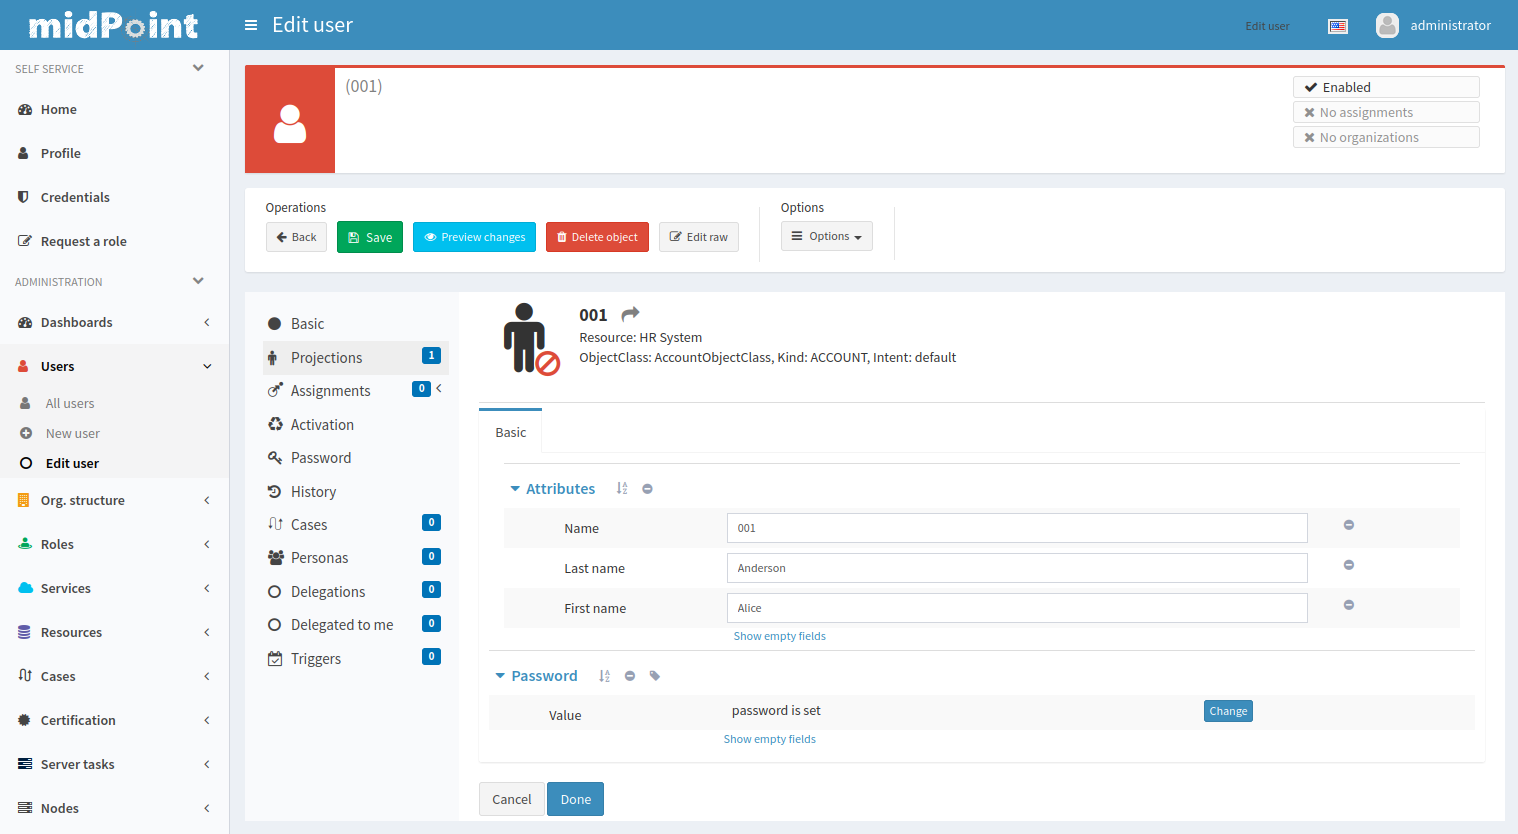 midPoint
Edit user
Edit user
administrator
SELF SERVICE
Home
Profile
Credentials
Request a role
ADMINISTRATION
Dashboards
Users
All users
New user
Edit user
Org. structure
Roles
Services
Resources
Cases
Certification
Server tasks
Nodes
(001)
Enabled
No assignments
No organizations
Operations
Back
Save
Preview changes
Delete object
Edit raw
Options
Options
Basic
Projections 1
Assignments 0
Activation
Password
History
Cases 0
Personas 0
Delegations 0
Delegated to me 0
Triggers 0
001
Resource: HR System
ObjectClass: AccountObjectClass, Kind: ACCOUNT, Intent: default
Basic
Attributes
Name 001
Last name Anderson
First name Alice
Show empty fields
Password
Value password is set Change
Show empty fields
Cancel Done